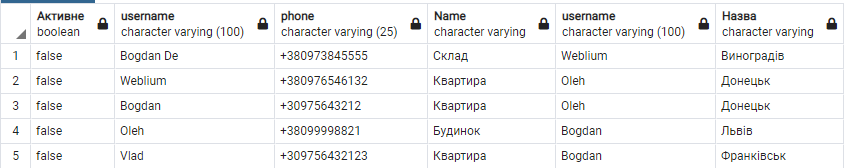 Активне username phone Name username Назва
boolean character varying (100) character varying (25) character varying character varying (100) character varying
1 false Bogdan De +380973845555 Склад Weblium Виноградів
2 false Weblium +380976546132 Квартира Oleh Донецьк
3 false Bogdan +30975643212 Квартира Oleh Донецьк
4 false Oleh +38099998821 Будинок Bogdan Львів
5 false Vlad +309756432123 Квартира Bogdan Франківськ